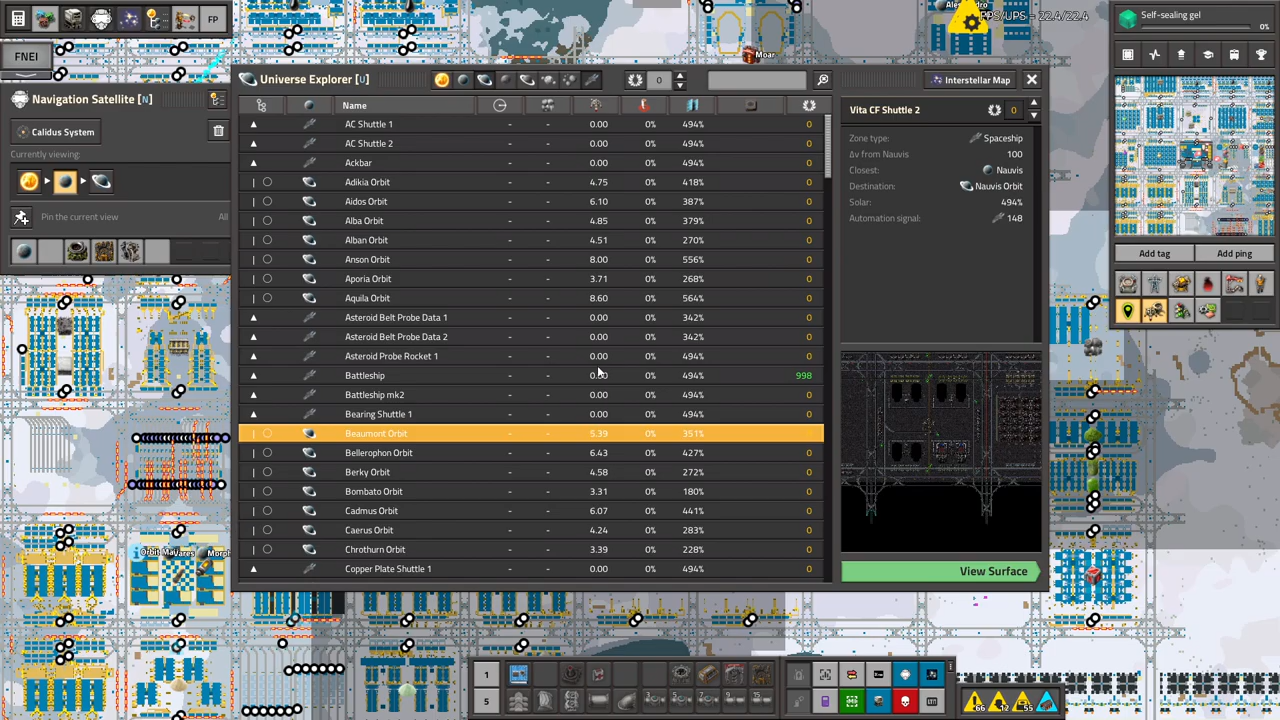 FP
FNEI
Navigation Satellite [N]
Calidus System
Currently viewing:
Pin the current view
All
Universe Explorer [U]
0
Interstellar Map
Name
AC Shuttle 1 0.00 0% 494% 0
AC Shuttle 2 0.00 0% 494% 0
Ackbar 0.00 0% 494% 0
Adikia Orbit - - 4.75 0% 418% 0
Aidos Orbit - - 6.10 0% 387% 0
Alba Orbit - - 4.85 0% 379% 0
Alban Orbit - - 4.51 0% 270% 0
Anson Orbit - - 8.00 0% 556% 0
Aporia Orbit - - 3.71 0% 268% 0
Aquila Orbit - - 8.60 0% 564% 0
Asteroid Belt Probe Data 1 0.00 0% 342% 0
Asteroid Belt Probe Data 2 0.00 0% 342% 0
Asteroid Probe Rocket 1 0.00 0% 494% 0
Battleship 0.00 0% 494% 998
Battleship mk2 0.00 0% 494% 0
Bearing Shuttle 1 0.00 0% 494% 0
Beaumont Orbit - - 5.39 0% 351% 0
Bellerophon Orbit - - 6.43 0% 427% 0
Berky Orbit - - 4.58 0% 272% 0
Bombato Orbit - - 3.31 0% 180% 0
Cadmus Orbit - - 6.07 0% 441% 0
Caerus Orbit - - 4.24 0% 283% 0
Chrothurn Orbit - - 3.39 0% 228% 0
Copper Plate Shuttle 1 0.00 0% 494% 0
Vita CF Shuttle 2
0
Zone type: Spaceship
Δv from Nauvis 100
Closest: Nauvis
Destination: Nauvis Orbit
Solar: 494%
Automation signal: 148
View Surface
FPS/UPS = 22.4/22.4
Self-sealing gel
0%
Add tag
Add ping
1